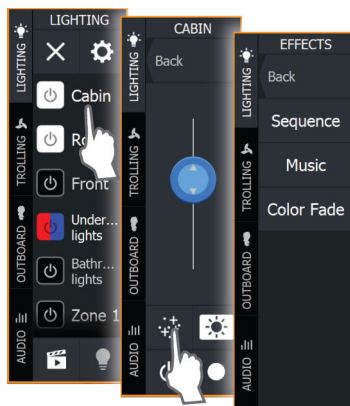 LIGHTING
LIGHTING
TROLLING
OUTBOARD
AUDIO
Cabin
Ro
Front
Under...
lights
Bathr...
lights
Zone 1
CABIN
LIGHTING
TROLLING
OUTBOARD
AUDIO
Back
EFFECTS
LIGHTING
TROLLING
OUTBOARD
AUDIO
Back
Sequence
Music
Color Fade